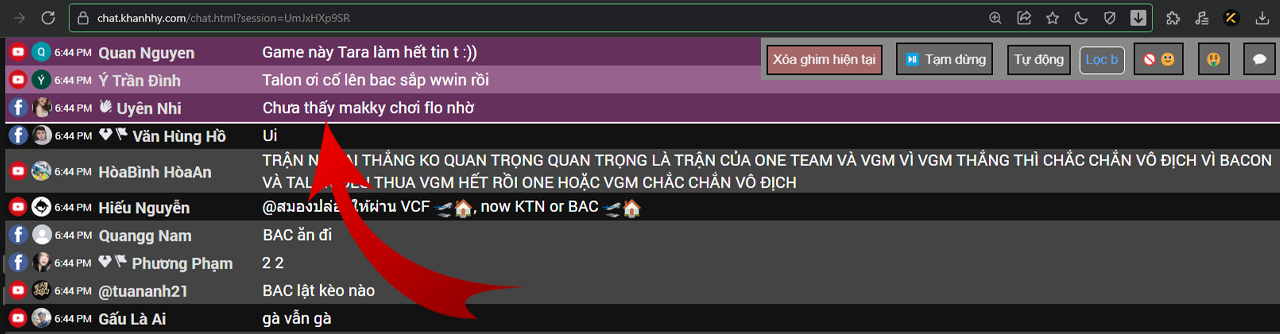 chat.khanhhy.com/chat.html?session=UmJxHXp9SR
Q 6:44 PM Quan Nguyen Game này Tara làm hết tin t :))
Xóa ghim hiện tại Tạm dừng Tự động Lọc b
Ý 6:44 PM Ý Trần Đình Talon ơi cố lên bac sắp wwin rồi
6:44 PM Uyên Nhi Chưa thấy makky chơi flo nhờ
6:44 PM Văn Hùng Hồ Ui
6:44 PM HòaBình HòaAn TRẬN THẮNG KO QUAN TRỌNG QUAN TRỌNG LÀ TRẬN CỦA ONE TEAM VÀ VGM VÌ VGM THẮNG THÌ CHẮC CHẮN VÔ ĐỊCH VÌ BACON
VÀ THUA VGM HẾT RỒI ONE HOẶC VGM CHẮC CHẮN VÔ ĐỊCH
6:44 PM Hiếu Nguyễn @สมองปลอ ให้ผ่าน VCF 🛫🏠, now KTN or BAC 🛫🏠
6:44 PM Quangg Nam BAC ăn đi
6:44 PM Phương Phạm 2 2
6:44 PM @tuananh21 BAC lật kèo nào
6:44 PM Gấu Là Ai gà vẫn gà